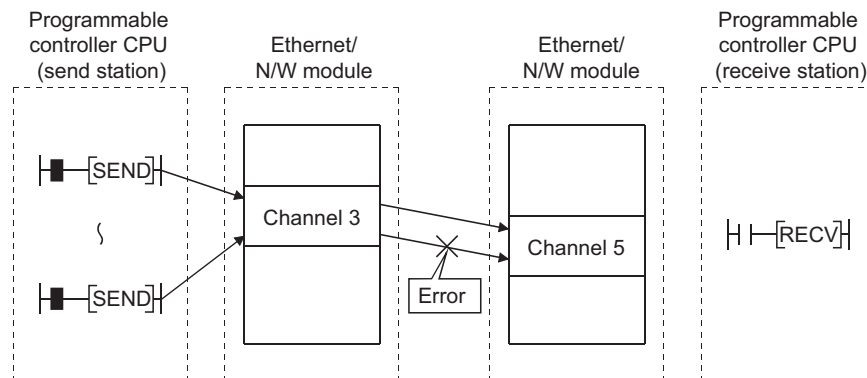 Programmable
controller CPU
(send station)
Ethernet/
N/W module
Ethernet/
N/W module
Programmable
controller CPU
(receive station)
SEND
Channel 3
Channel 5
RECV
SEND
Error